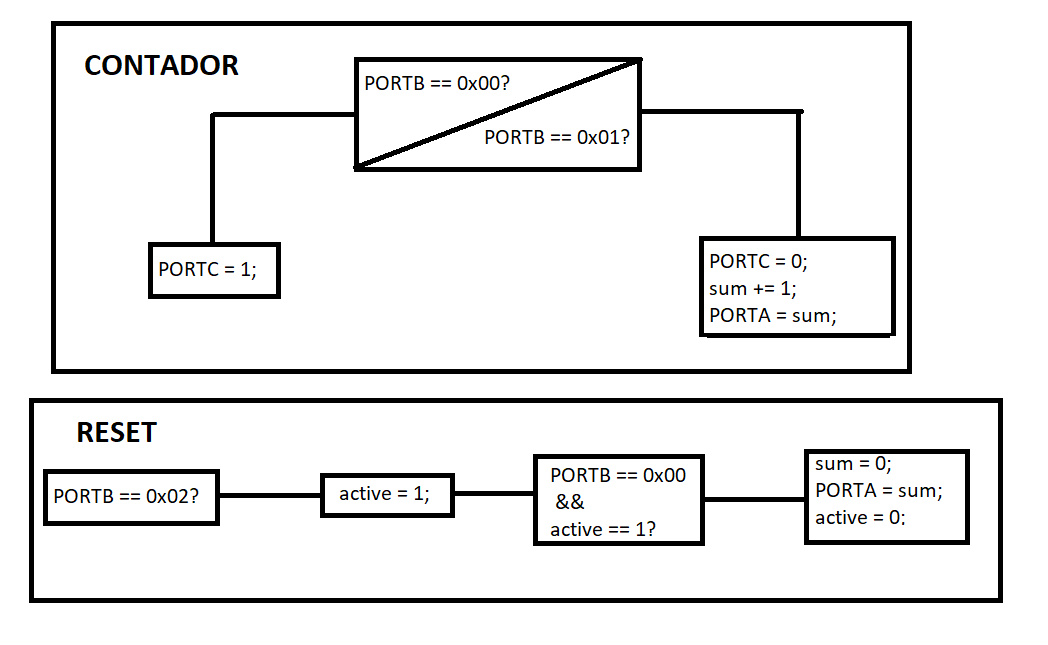 CONTADOR
PORTB == 0x00?
PORTB == 0x01?
PORTC = 1;
PORTC = 0;
sum += 1;
PORTA = sum;
RESET
PORTB == 0x02?
active = 1;
PORTB == 0x00
&&
active == 1?
sum = 0;
PORTA = sum;
active = 0;